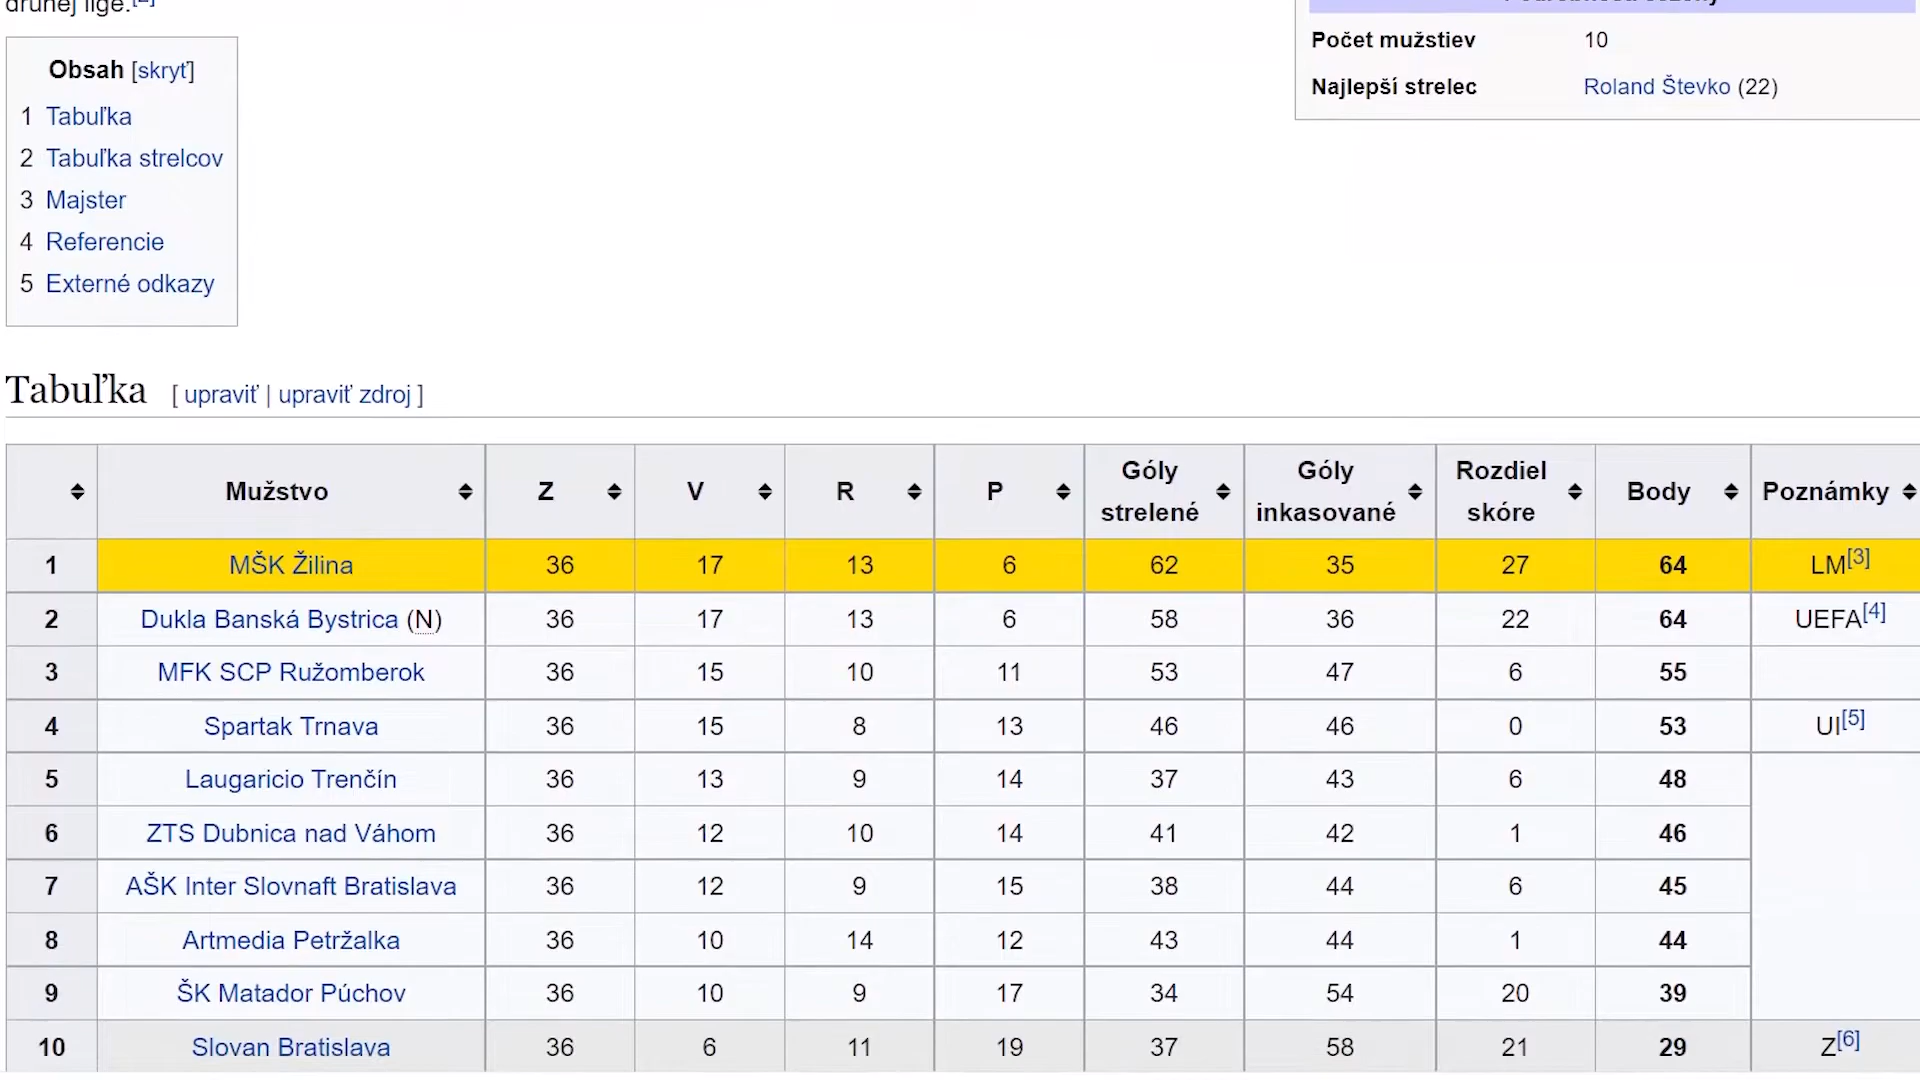 druhej lige.[2]
Počet mužstiev 10
Najlepší strelec Roland Števko (22)
Obsah [skryť]
1 Tabuľka
2 Tabuľka strelcov
3 Majster
4 Referencie
5 Externé odkazy
Tabuľka [ upraviť | upraviť zdroj ]
Mužstvo Z V R P Góly strelené Góly inkasované Rozdiel skóre Body Poznámky
1 MŠK Žilina 36 17 13 6 62 35 27 64 LM[3]
2 Dukla Banská Bystrica (N) 36 17 13 6 58 36 22 64 UEFA[4]
3 MFK SCP Ružomberok 36 15 10 11 53 47 6 55
4 Spartak Trnava 36 15 8 13 46 46 0 53 UI[5]
5 Laugaricio Trenčín 36 13 9 14 37 43 6 48
6 ZTS Dubnica nad Váhom 36 12 10 14 41 42 1 46
7 AŠK Inter Slovnaft Bratislava 36 12 9 15 38 44 6 45
8 Artmedia Petržalka 36 10 14 12 43 44 1 44
9 ŠK Matador Púchov 36 10 9 17 34 54 20 39
10 Slovan Bratislava 36 6 11 19 37 58 21 29 Z[6]